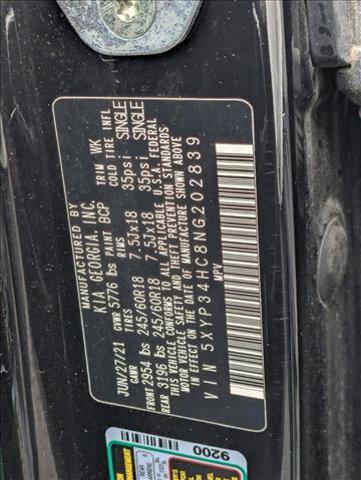 MANUFACTURED BY
KIA GEORGIA, INC.
PAINT BCP TRIM WK
JUN/27/21 GVWR 5776 lbs
GAWR TIRES RIMS COLD TIRE INFL
FRONT 2954 lbs 245/60R18 7.5Jx18 35psi SINGLE
REAR 3196 lbs 245/60R18 7.5Jx18 35psi SINGLE
THIS VEHICLE CONFORMS TO ALL APPLICABLE U.S.A FEDERAL
MOTOR VEHICLE SAFETY AND THEFT PREVENTION STANDARDS
IN EFFECT ON THE DATE OF MANUFACTURE SHOWN ABOVE
VIN 5XYP34HC8NG202839
MPV
9200
REAR